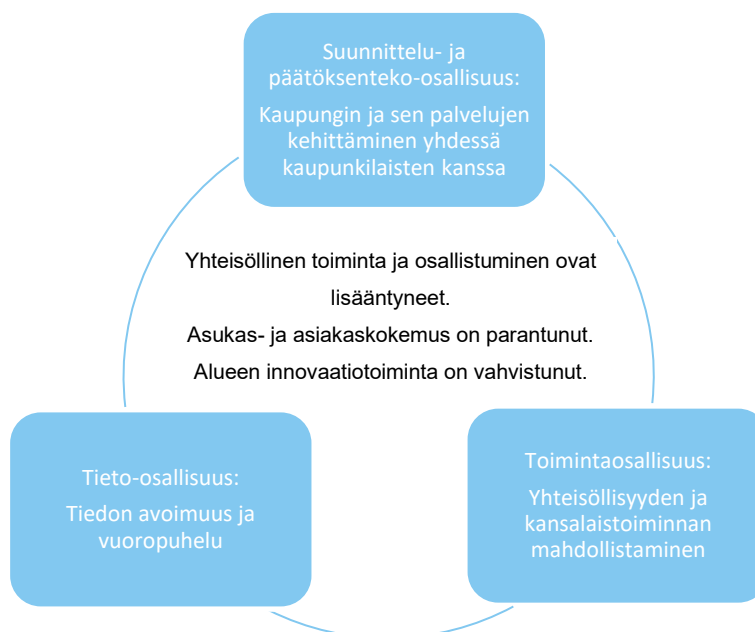 Suunnittelu- ja
päätöksenteko-osallisuus:
Kaupungin ja sen palvelujen
kehittäminen yhdessä
kaupunkilaisten kanssa
Yhteisöllinen toiminta ja osallistuminen ovat
lisääntyneet.
Asukas- ja asiakaskokemus on parantunut.
Alueen innovaatiotoiminta on vahvistunut.
Tieto-osallisuus:
Tiedon avoimuus ja
vuoropuhelu
Toimintaosallisuus:
Yhteisöllisyyden ja
kansalaistoiminnan
mahdollistaminen